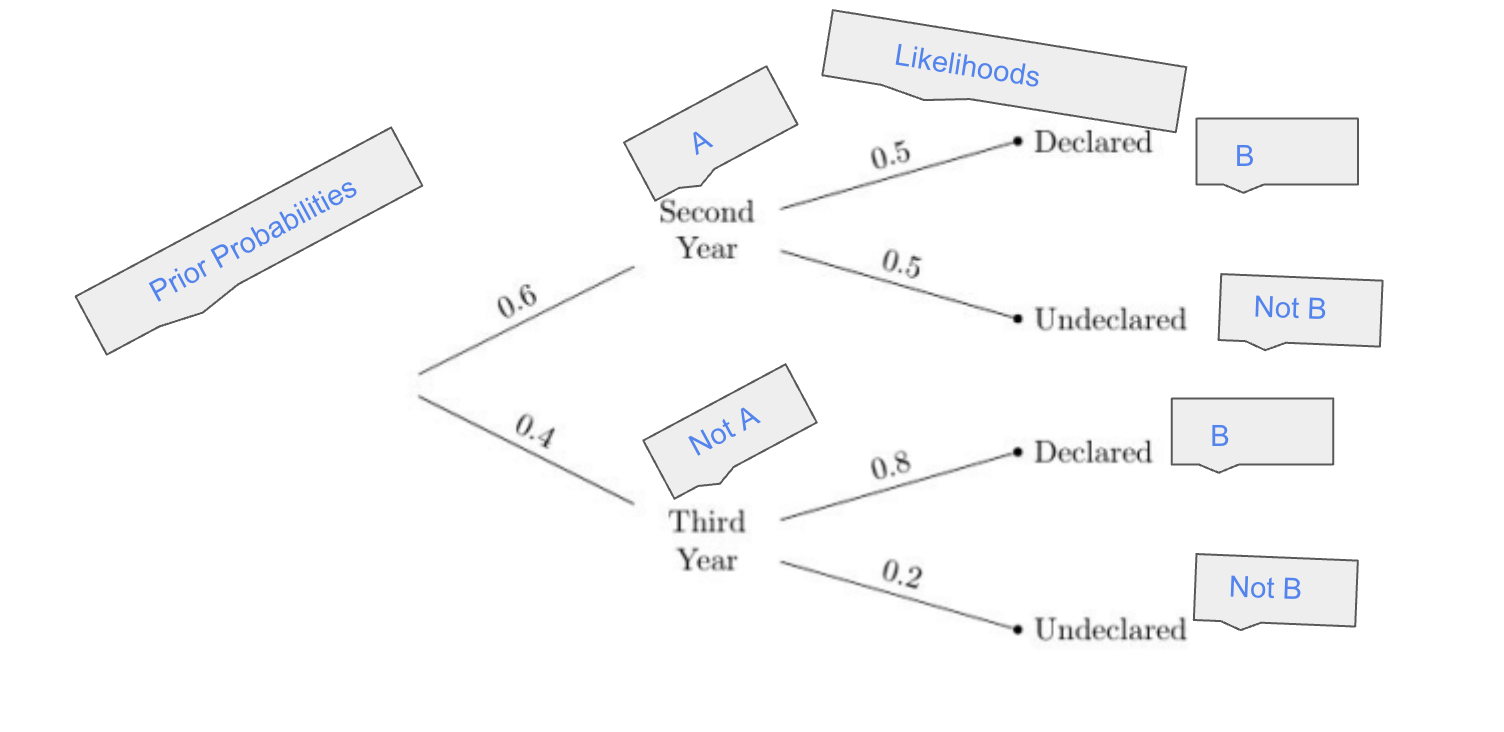 Likelihoods
A
Declared
B
0.5
Prior Probabilities
Second
Year
0.5
0.6
Undeclared
Not B
0.4
Not A
Declared
B
0.8
Third
Year
0.2
Undeclared
Not B